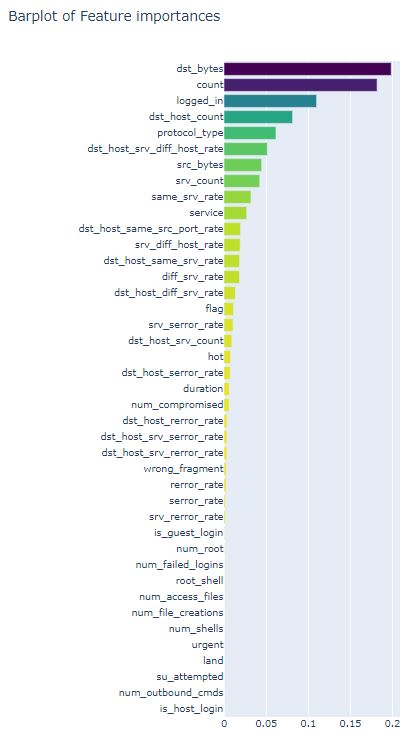 Barplot of Feature importances
dst_bytes
count
logged_in
dst_host_count
protocol_type
dst_host_srv_diff_host_rate
src_bytes
srv_count
same_srv_rate
service
dst_host_same_src_port_rate
srv_diff_host_rate
dst_host_same_srv_rate
diff_srv_rate
dst_host_diff_srv_rate
flag
srv_serror_rate
dst_host_srv_count
hot
dst_host_serror_rate
duration
num_compromised
dst_host_rerror_rate
dst_host_srv_serror_rate
dst_host_srv_rerror_rate
wrong_fragment
rerror_rate
serror_rate
srv_rerror_rate
is_guest_login
num_root
num_failed_logins
root_shell
num_access_files
num_file_creations
num_shells
urgent
land
su_attempted
num_outbound_cmds
is_host_login
0 0.05 0.1 0.15 0.2